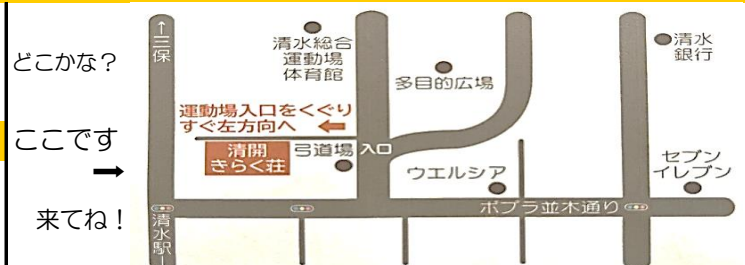 どこかな？
ここです
→
来てね！
↑三保
清水総合
運動場
体育館
多目的広場
清水
銀行
運動場入口をくぐり
すぐ左方向へ ←
清開
きらく荘
弓道場
入口
ウエルシア
セブン
イレブン
ポプラ並木通り
清水駅↓